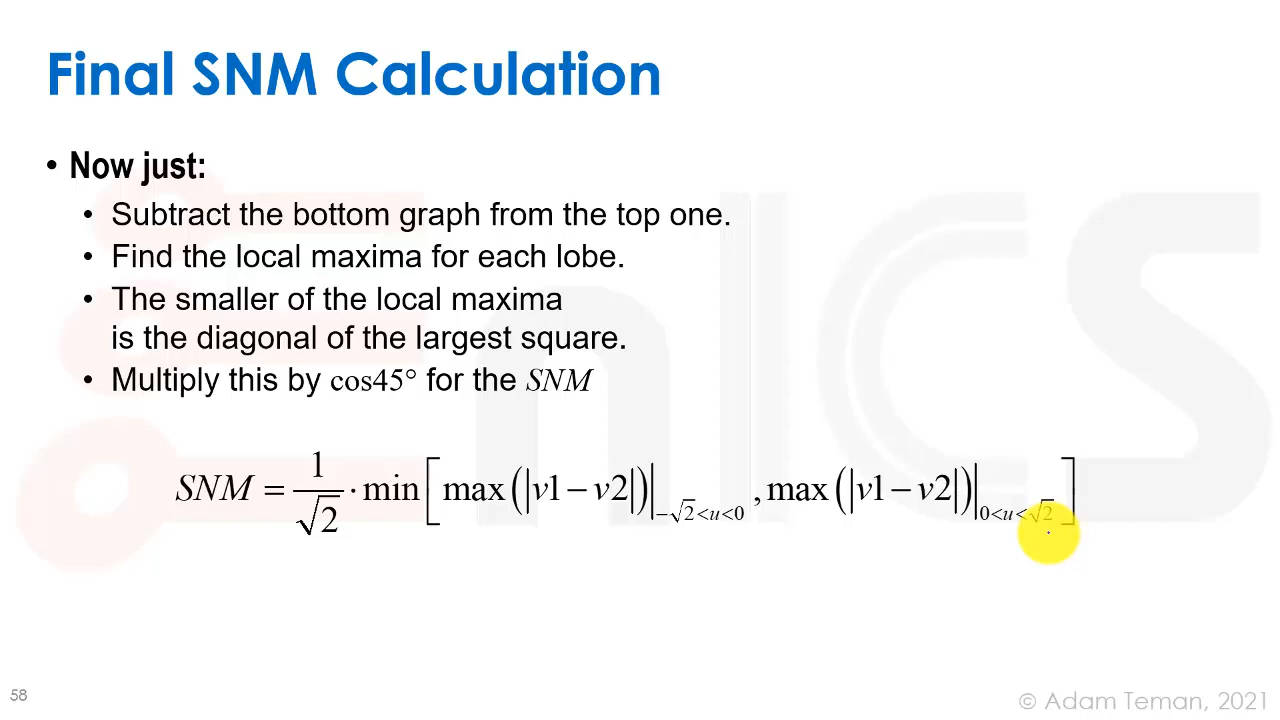 Final SNM Calculation
• Now just:
• Subtract the bottom graph from the top one.
• Find the local maxima for each lobe.
• The smaller of the local maxima
is the diagonal of the largest square.
• Multiply this by cos45° for the SNM
SNM = 1/√2 · min[max(|v1 − v2|)|−√2<u<0 , max(|v1 − v2|)|0<u<√2]
nICS
58
© Adam Teman, 2021